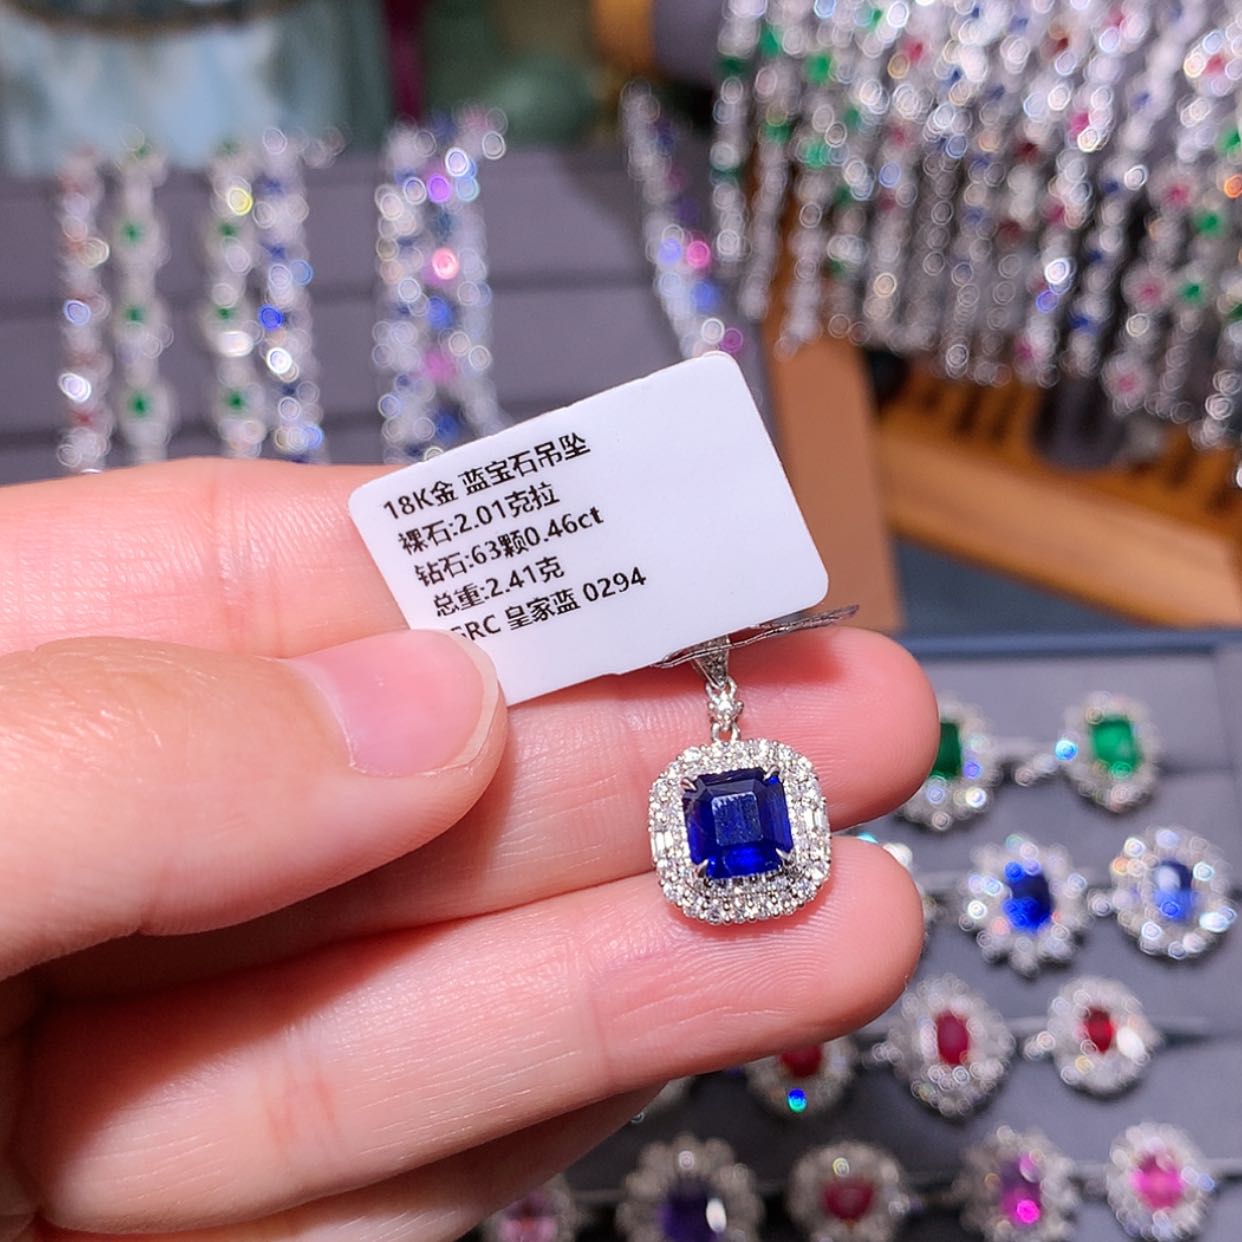 18K金 蓝宝石吊坠
裸石:2.01克拉
钻石:63颗0.46ct
总重:2.41克
GRC 皇家蓝 0294